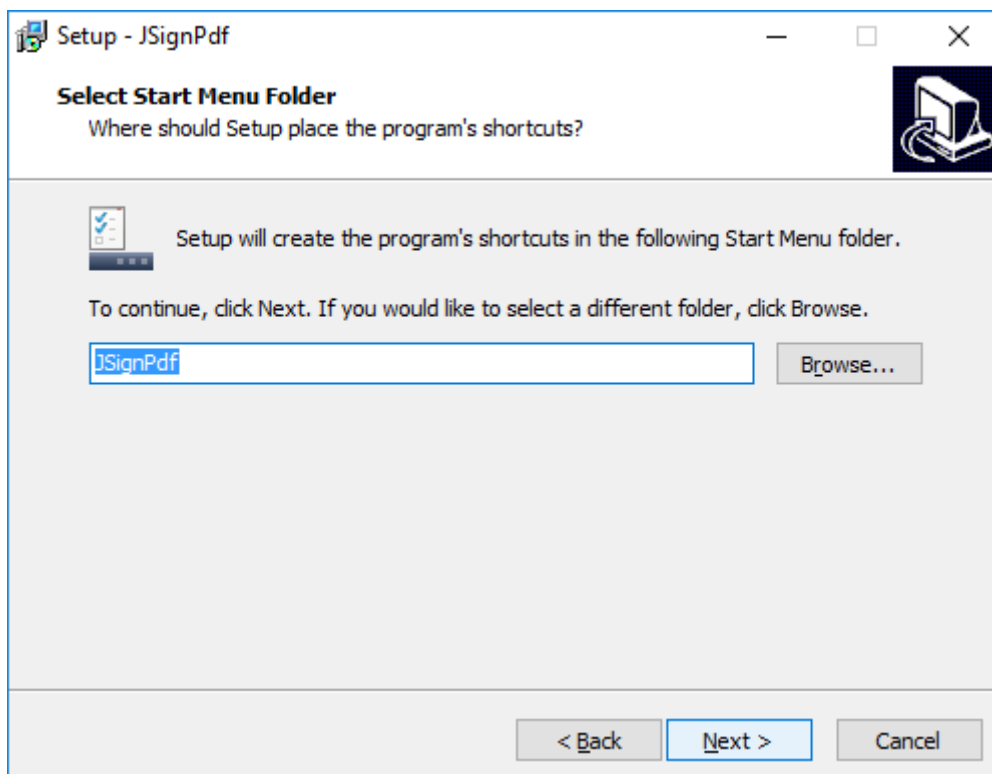 Setup - JSignPdf
Select Start Menu Folder
Where should Setup place the program's shortcuts?
Setup will create the program's shortcuts in the following Start Menu folder.
To continue, click Next. If you would like to select a different folder, click Browse.
JSignPdf
Browse...
< Back
Next >
Cancel